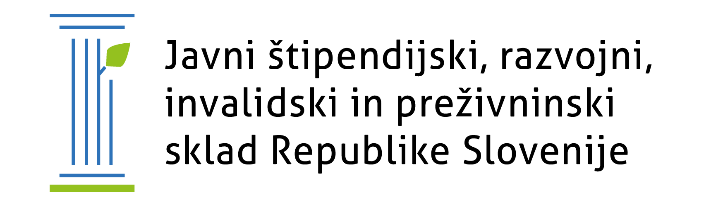 Javni štipendijski, razvojni,
invalidski in preživninski
sklad Republike Slovenije